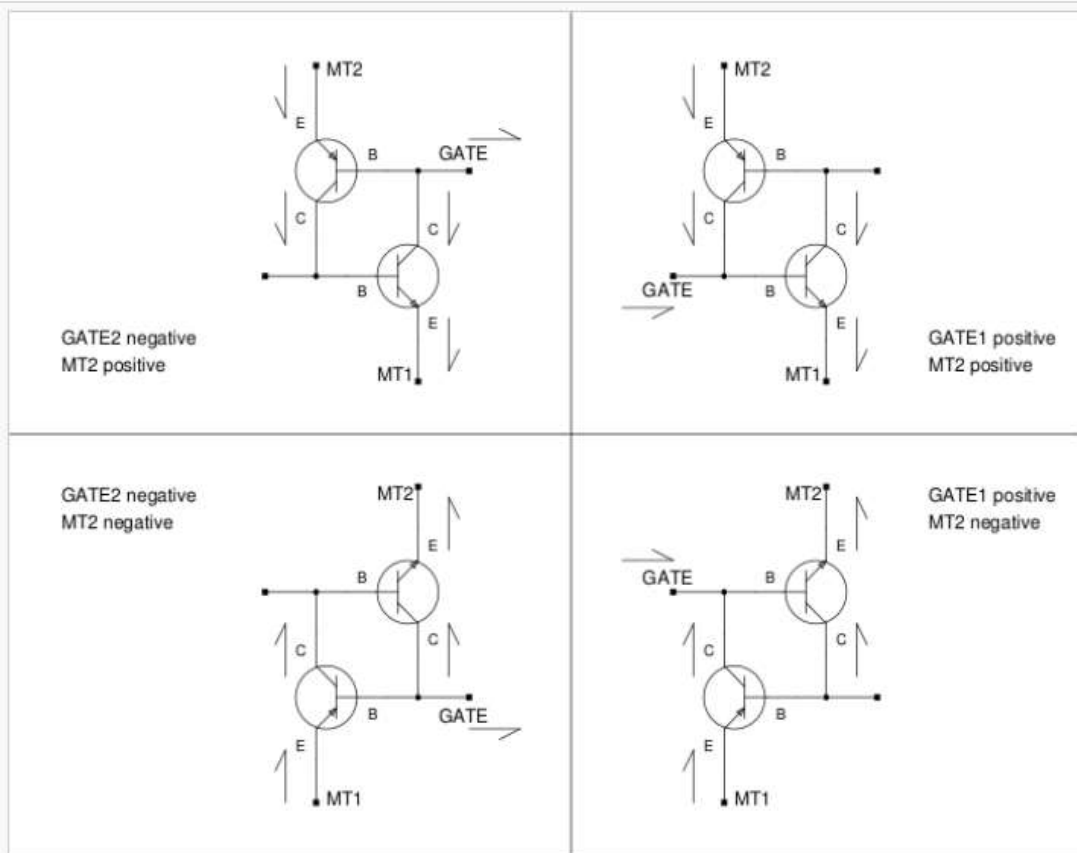 MT2
E
B
GATE
C
C
B
E
GATE2 negative
MT2 positive
MT1
MT2
E
B
C
C
GATE
B
E
GATE1 positive
MT2 positive
MT1
GATE2 negative
MT2 negative
MT2
E
B
C
C
B
GATE
E
MT1
MT2
GATE1 positive
MT2 negative
E
B
GATE
C
C
B
E
MT1